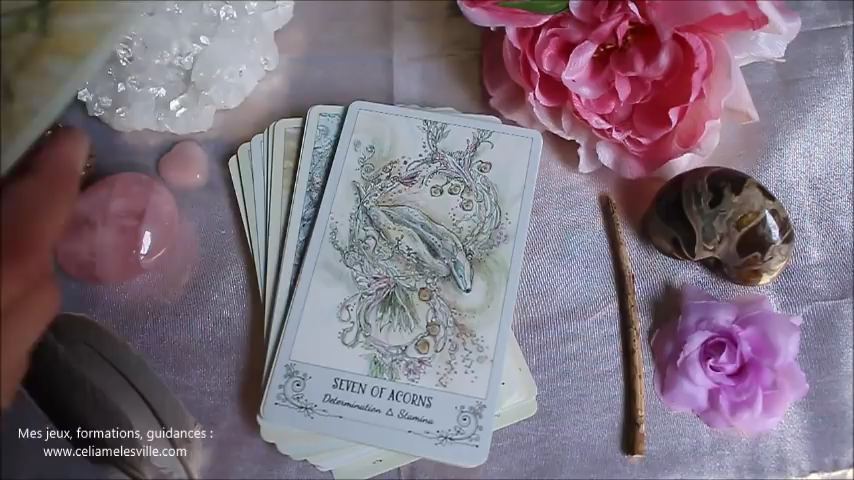 SEVEN OF ACORNS
Determination △ Stamina
Mes jeux, formations, guidances :
www.celiamelesville.com